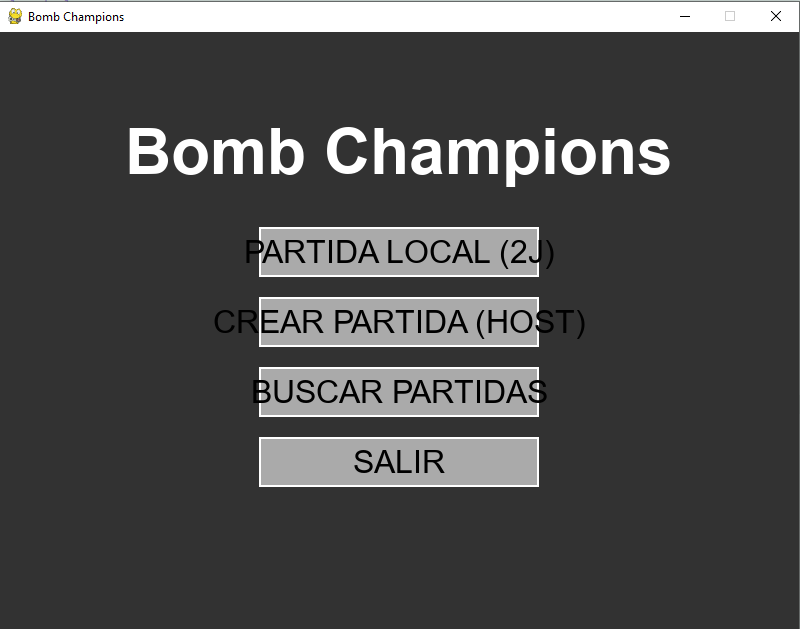 Bomb Champions
Bomb Champions
PARTIDA LOCAL (2J)
CREAR PARTIDA (HOST)
BUSCAR PARTIDAS
SALIR